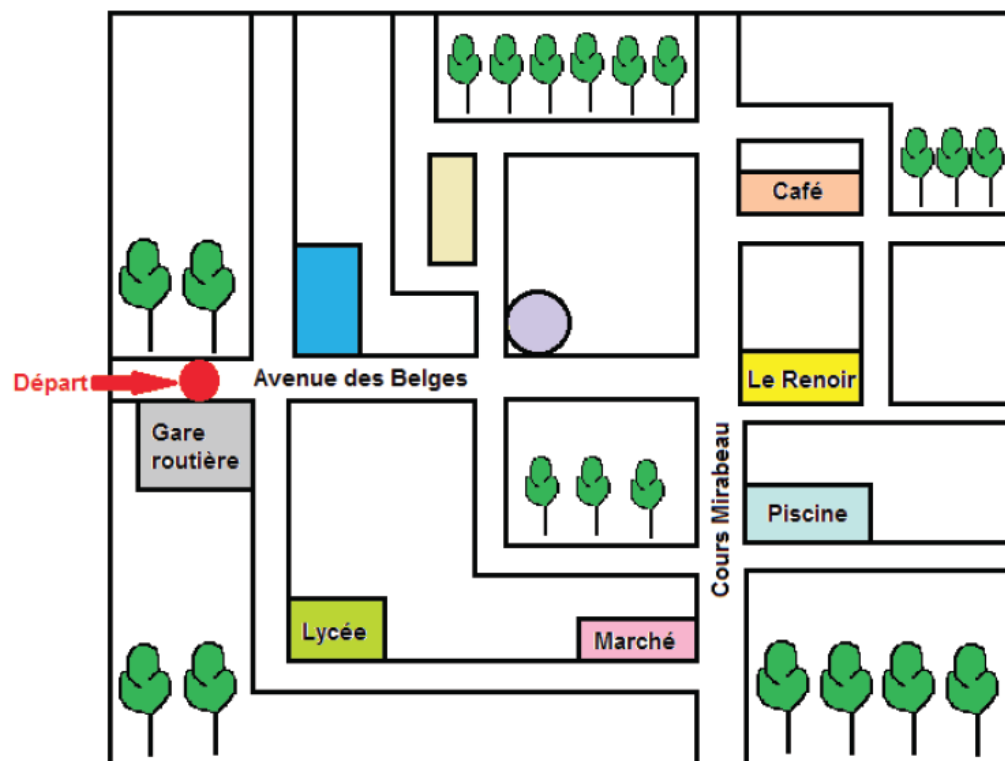 Café
Départ
Avenue des Belges
Le Renoir
Gare
routière
Cours Mirabeau
Piscine
Lycée
Marché